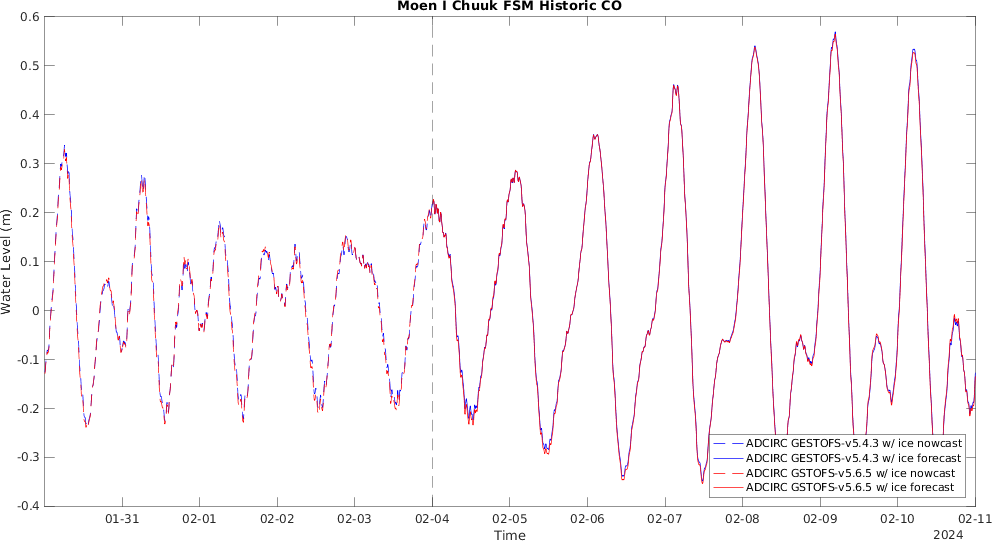 Moen I Chuuk FSM Historic CO
Water Level (m)
0.6
0.5
0.4
0.3
0.2
0.1
0
-0.1
-0.2
-0.3
-0.4
ADCIRC GESTOFS-v5.4.3 w/ ice nowcast
ADCIRC GESTOFS-v5.4.3 w/ ice forecast
ADCIRC GSTOFS-v5.6.5 w/ ice nowcast
ADCIRC GSTOFS-v5.6.5 w/ ice forecast
01-31 02-01 02-02 02-03 02-04 02-05 02-06 02-07 02-08 02-09 02-10 02-11
Time
2024